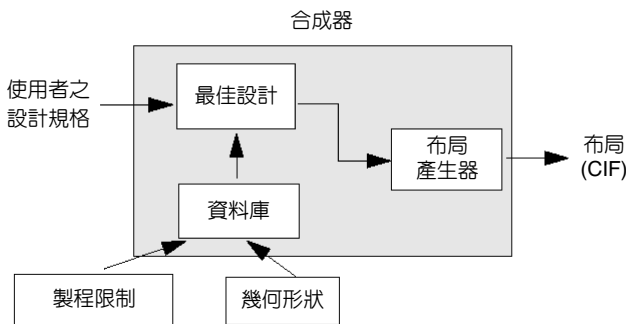 合成器
使用者之
設計規格
最佳設計
布局
產生器
布局
(CIF)
資料庫
製程限制
幾何形狀